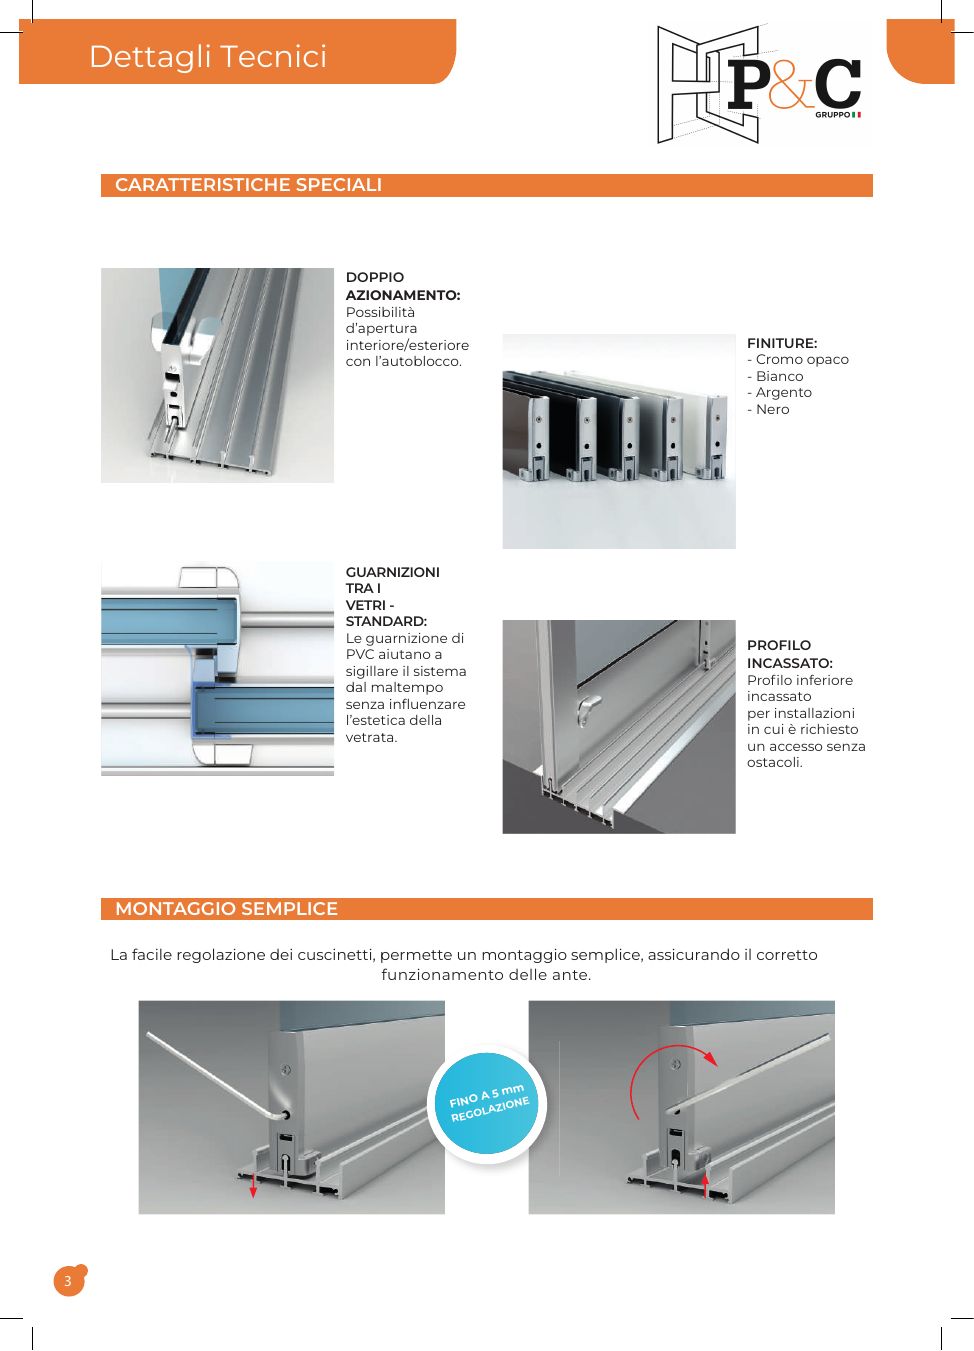 Dettagli Tecnici
P&C
GRUPPO
CARATTERISTICHE SPECIALI
DOPPIO
AZIONAMENTO:
Possibilità
d’apertura
interiore/esteriore
con l’autoblocco.
FINITURE:
- Cromo opaco
- Bianco
- Argento
- Nero
GUARNIZIONI
TRA I
VETRI -
STANDARD:
Le guarnizione di
PVC aiutano a
sigillare il sistema
dal maltempo
senza influenzare
l’estetica della
vetrata.
PROFILO
INCASSATO:
Profilo inferiore
incassato
per installazioni
in cui è richiesto
un accesso senza
ostacoli.
MONTAGGIO SEMPLICE
La facile regolazione dei cuscinetti, permette un montaggio semplice, assicurando il corretto
funzionamento delle ante.
FINO A 5 mm
REGOLAZIONE
3